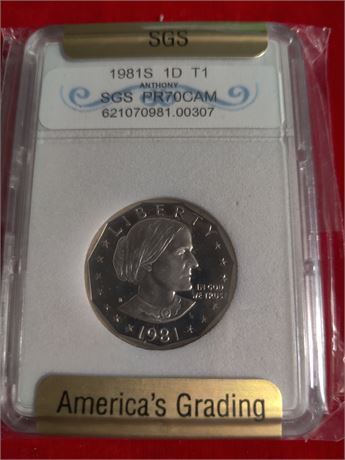 SGS
1981S 1D T1
ANTHONY
SGS PR70CAM
621070981.00307
LIBERTY
IN GOD
WE TRUST
S
1981
America's Grading